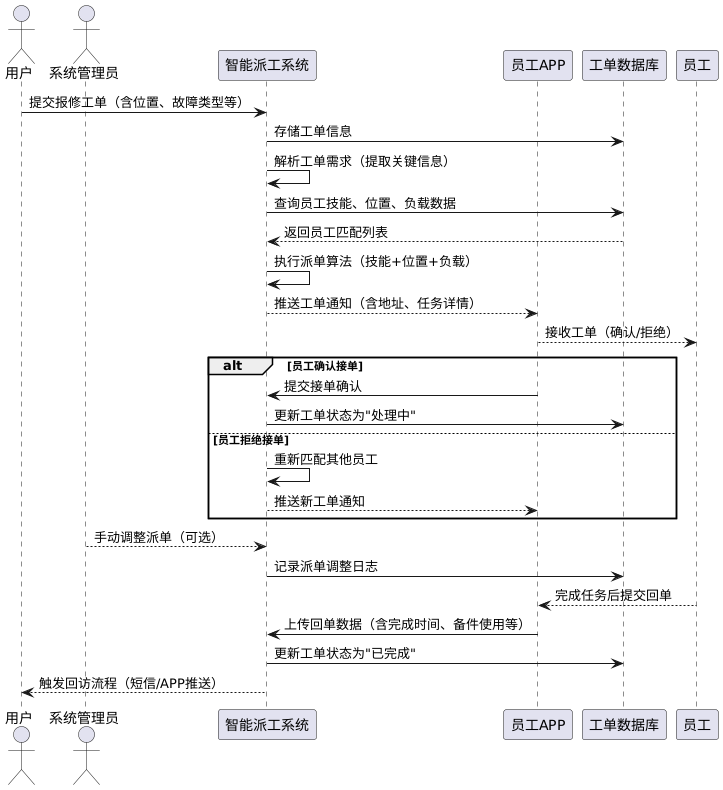 用户
系统管理员
智能派工系统
员工APP
工单数据库
员工
提交报修工单（含位置、故障类型等）
存储工单信息
解析工单需求（提取关键信息）
查询员工技能、位置、负载数据
返回员工匹配列表
执行派单算法（技能+位置+负载）
推送工单通知（含地址、任务详情）
接收工单（确认/拒绝）
alt
[员工确认接单]
提交接单确认
更新工单状态为"处理中"
[员工拒绝接单]
重新匹配其他员工
推送新工单通知
手动调整派单（可选）
记录派单调整日志
完成任务后提交回单
上传回单数据（含完成时间、备件使用等）
更新工单状态为"已完成"
触发回访流程（短信/APP推送）
用户
系统管理员
智能派工系统
员工APP
工单数据库
员工